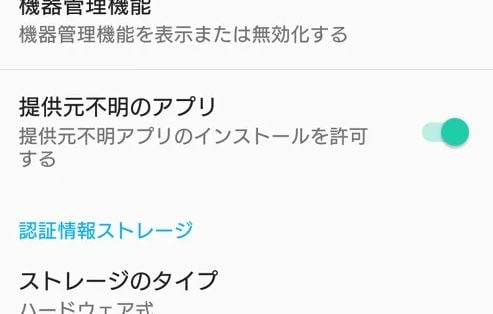 機器管理機能
機器管理機能を表示または無効化する
提供元不明のアプリ
提供元不明アプリのインストールを許可
する
認証情報ストレージ
ストレージのタイプ
ハードウェア式